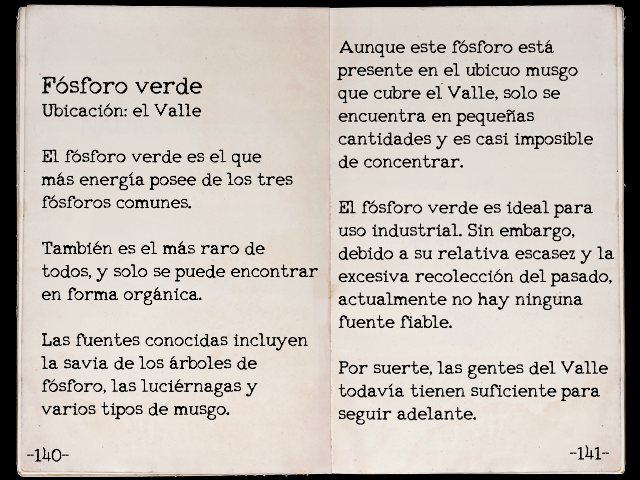 Fósforo verde
Ubicación: el Valle
El fósforo verde es el que
más energía posee de los tres
fósforos comunes.
También es el más raro de
todos, y solo se puede encontrar
en forma orgánica.
Las fuentes conocidas incluyen
la savia de los árboles de
fósforo, las luciérnagas y
varios tipos de musgo.
-140-
Aunque este fósforo está
presente en el ubicuo musgo
que cubre el Valle, solo se
encuentra en pequeñas
cantidades y es casi imposible
de concentrar.
El fósforo verde es ideal para
uso industrial. Sin embargo,
debido a su relativa escasez y la
excesiva recolección del pasado,
actualmente no hay ninguna
fuente fiable.
Por suerte, las gentes del Valle
todavía tienen suficiente para
seguir adelante.
-141-